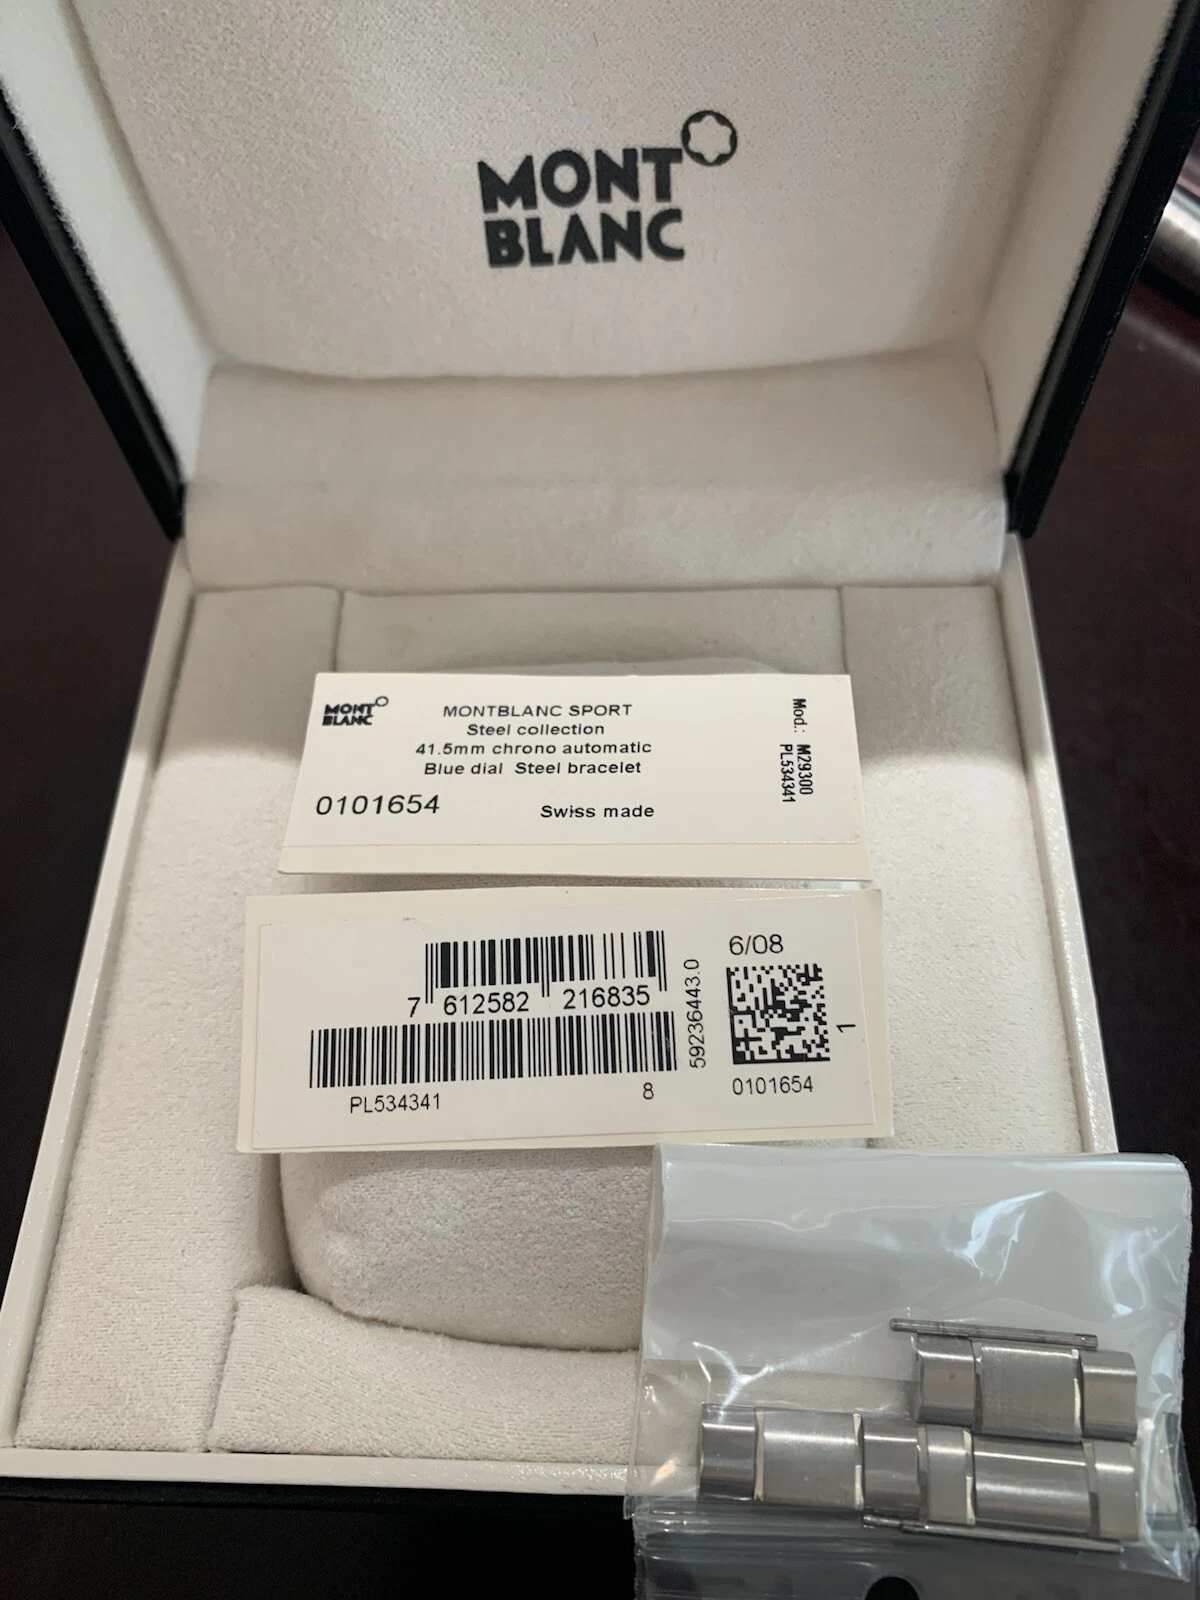 MONT
BLANC
MONT
BLANC
MONTBLANC SPORT
Steel collection
41.5mm chrono automatic
Blue dial Steel bracelet
0101654
Swiss made
Mod.: M29300
PL534341
7 612582 216835
59236443.0
6/08
1
PL534341
8
0101654